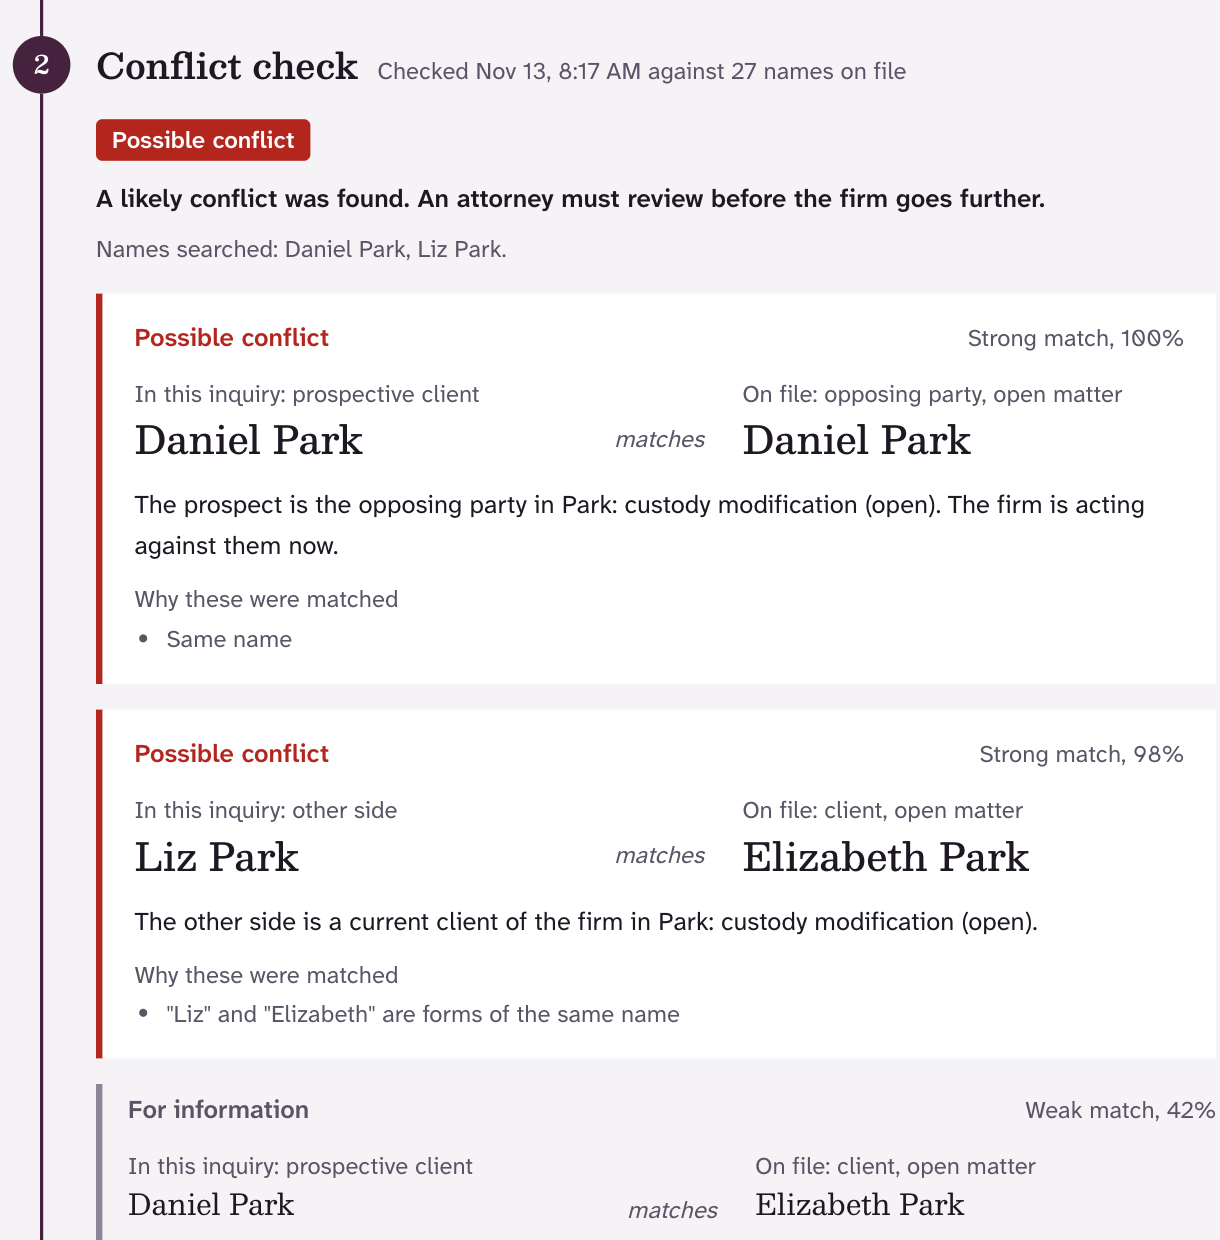 2
Conflict check
Checked Nov 13, 8:17 AM against 27 names on file
Possible conflict
A likely conflict was found. An attorney must review before the firm goes further.
Names searched: Daniel Park, Liz Park.
Possible conflict
Strong match, 100%
In this inquiry: prospective client
Daniel Park
matches
On file: opposing party, open matter
Daniel Park
The prospect is the opposing party in Park: custody modification (open). The firm is acting
against them now.
Why these were matched
• Same name
Possible conflict
Strong match, 98%
In this inquiry: other side
Liz Park
matches
On file: client, open matter
Elizabeth Park
The other side is a current client of the firm in Park: custody modification (open).
Why these were matched
• "Liz" and "Elizabeth" are forms of the same name
For information
Weak match, 42%
In this inquiry: prospective client
Daniel Park
matches
On file: client, open matter
Elizabeth Park